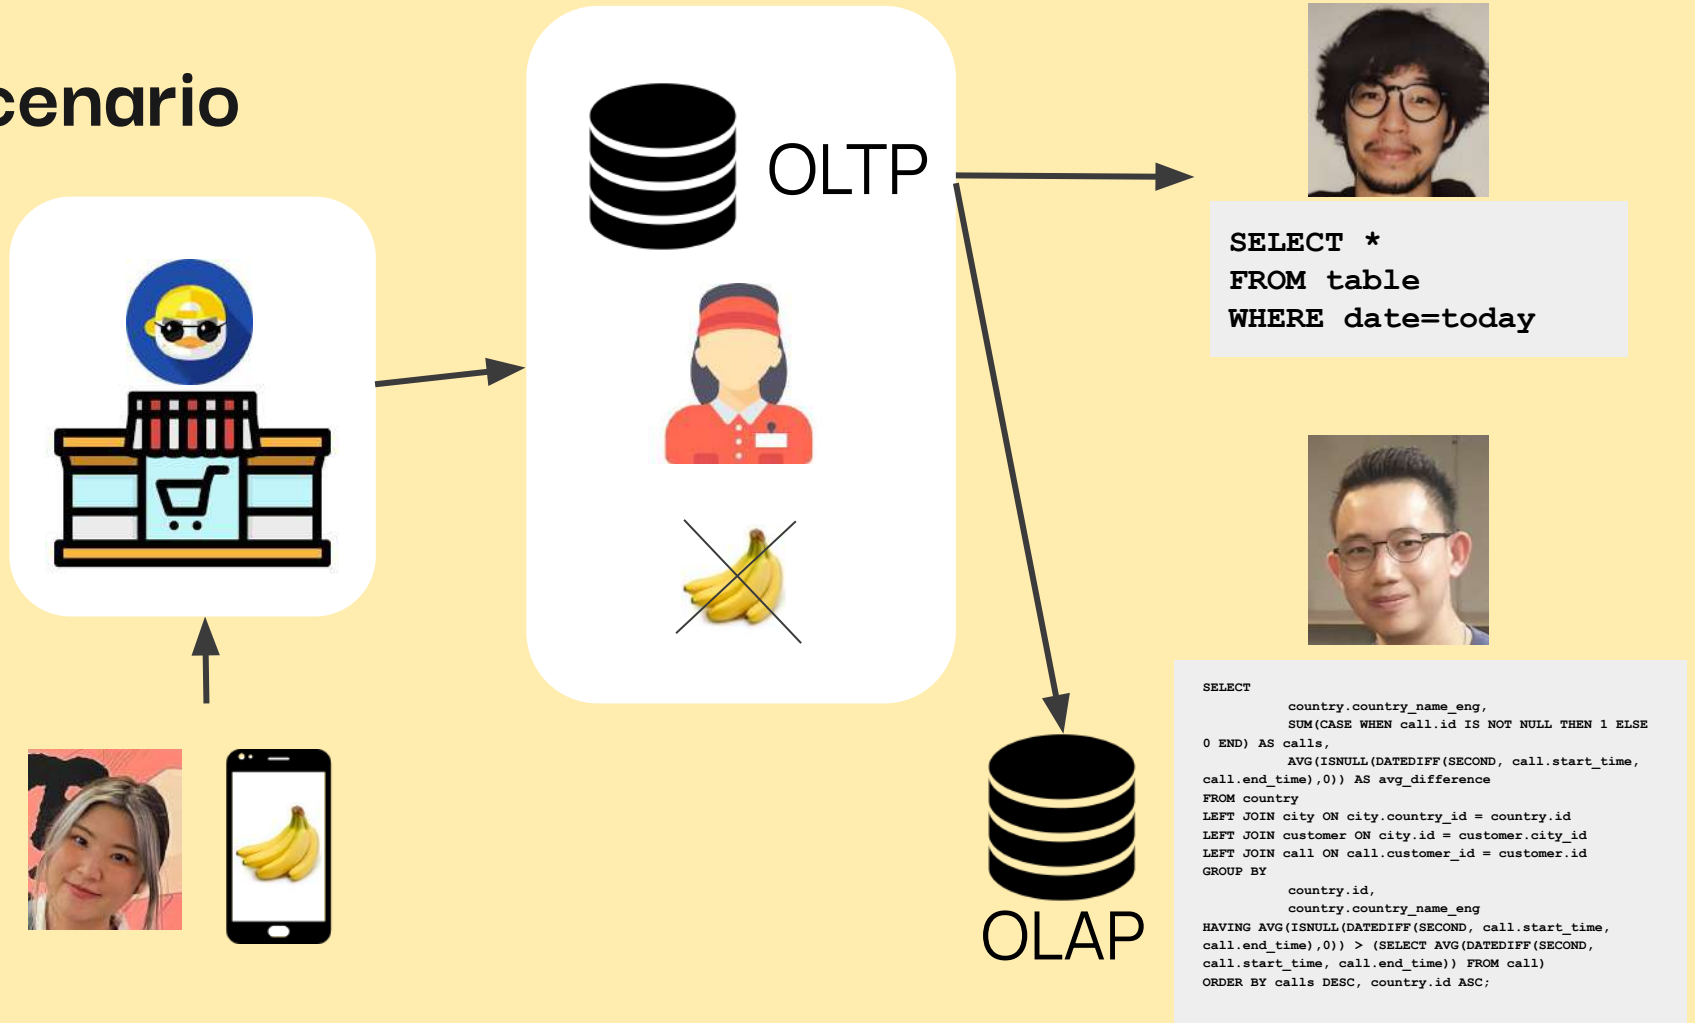 cenario
OLTP
SELECT *
FROM table
WHERE date=today
OLAP
SELECT
country.country_name_eng,
SUM(CASE WHEN call.id IS NOT NULL THEN 1 ELSE
0 END) AS calls,
AVG(ISNULL(DATEDIFF(SECOND, call.start_time,
call.end_time),0)) AS avg_difference
FROM country
LEFT JOIN city ON city.country_id = country.id
LEFT JOIN customer ON city.id = customer.city_id
LEFT JOIN call ON call.customer_id = customer.id
GROUP BY
country.id,
country.country_name_eng
HAVING AVG(ISNULL(DATEDIFF(SECOND, call.start_time,
call.end_time),0)) > (SELECT AVG(DATEDIFF(SECOND,
call.start_time, call.end_time)) FROM call)
ORDER BY calls DESC, country.id ASC;